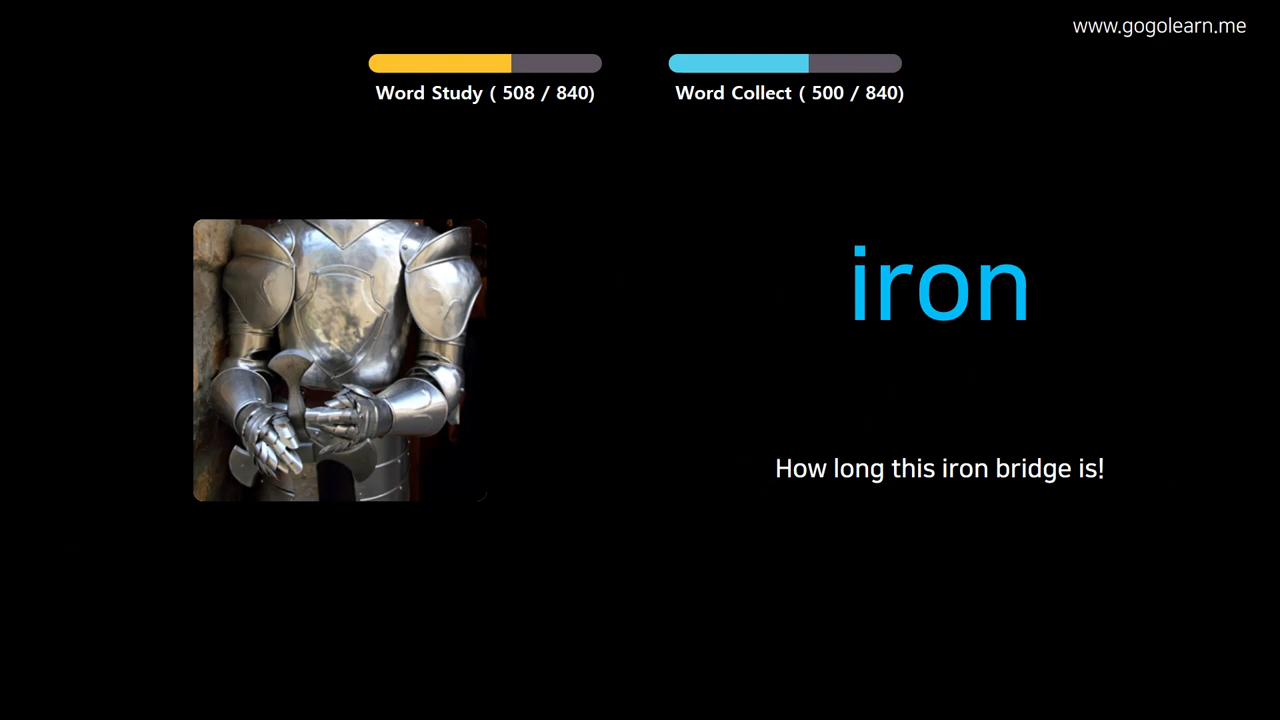 www.gogolearn.me
Word Study ( 508 / 840)
Word Collect ( 500 / 840)
iron
How long this iron bridge is!